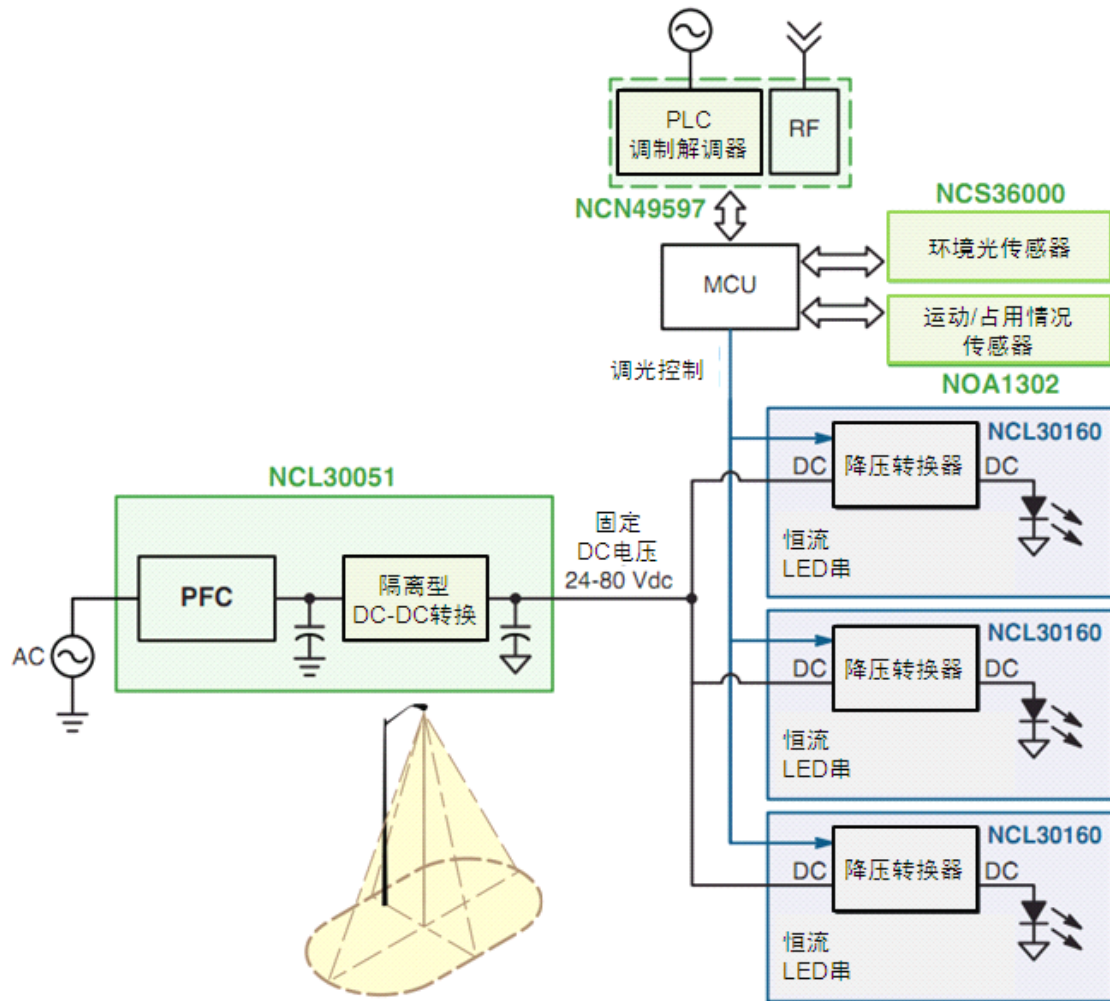 PLC
调制解调器
RF
NCN49597
NCS36000
MCU
环境光传感器
运动/占用情况
传感器
NOA1302
调光控制
NCL30051
PFC
隔离型
DC-DC转换
AC
固定
DC电压
24-80 Vdc
NCL30160
DC
降压转换器
DC
恒流
LED串
NCL30160
DC
降压转换器
DC
恒流
LED串
NCL30160
DC
降压转换器
DC
恒流
LED串